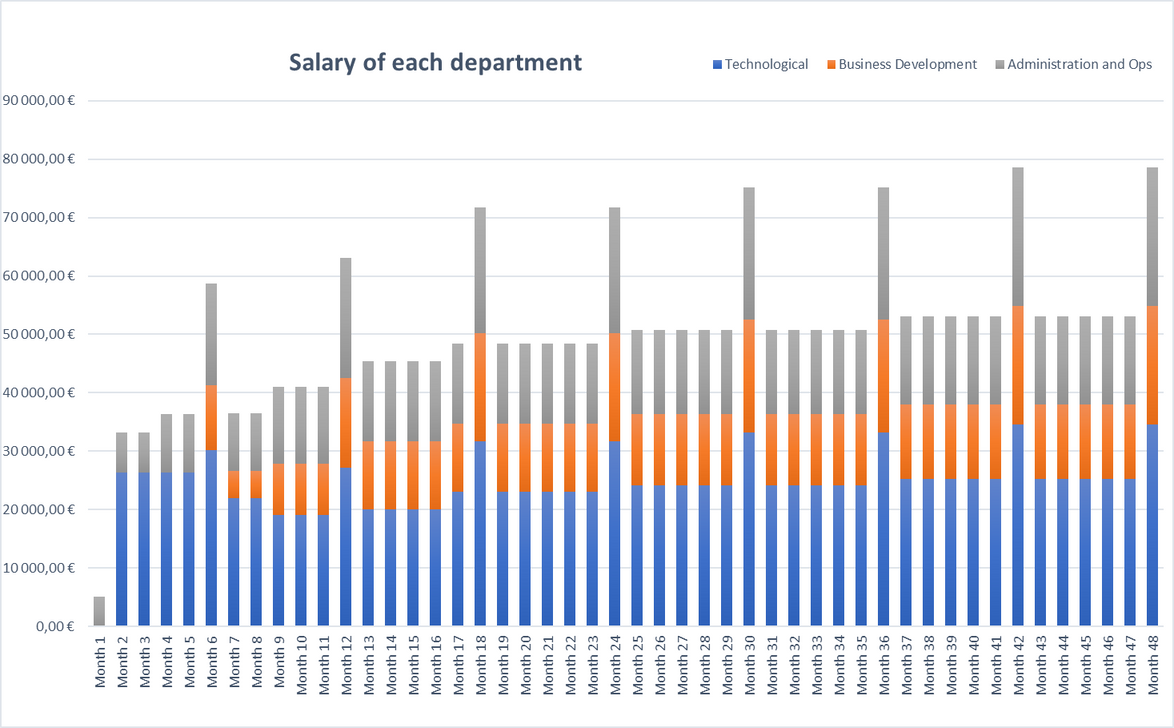 Salary of each department
Technological
Business Development
Administration and Ops
90 000,00 €
80 000,00 €
70 000,00 €
60 000,00 €
50 000,00 €
40 000,00 €
30 000,00 €
20 000,00 €
10 000,00 €
0,00 €
Month 1
Month 2
Month 3
Month 4
Month 5
Month 6
Month 7
Month 8
Month 9
Month 10
Month 11
Month 12
Month 13
Month 14
Month 15
Month 16
Month 17
Month 18
Month 19
Month 20
Month 21
Month 22
Month 23
Month 24
Month 25
Month 26
Month 27
Month 28
Month 29
Month 30
Month 31
Month 32
Month 33
Month 34
Month 35
Month 36
Month 37
Month 38
Month 39
Month 40
Month 41
Month 42
Month 43
Month 44
Month 45
Month 46
Month 47
Month 48